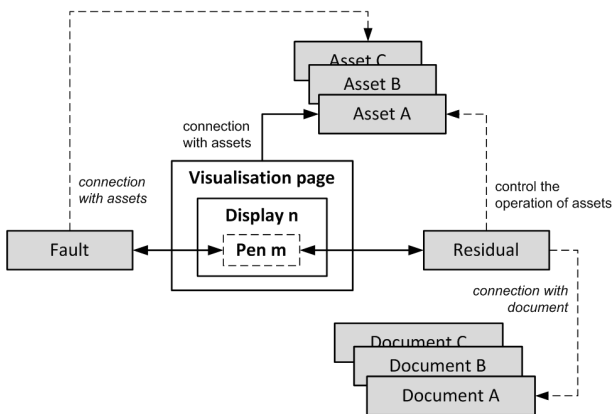 Asset C
Asset B
Asset A
connection
with assets
Visualisation page
connection
with assets
control the
operation of assets
Display n
Fault
Pen m
Residual
connection with
document
Document C
Document B
Document A